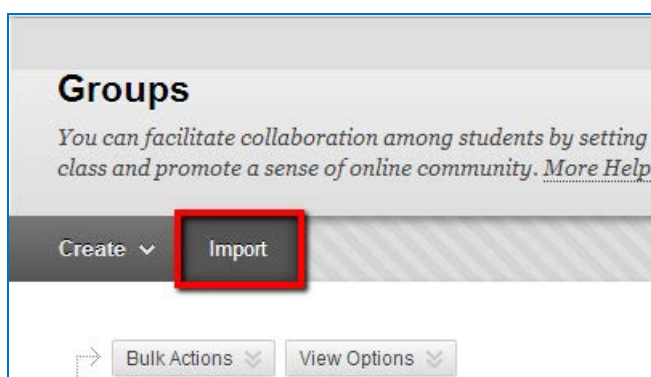 Groups
You can facilitate collaboration among students by setting
class and promote a sense of online community. More Help
Create Import
Bulk Actions View Options